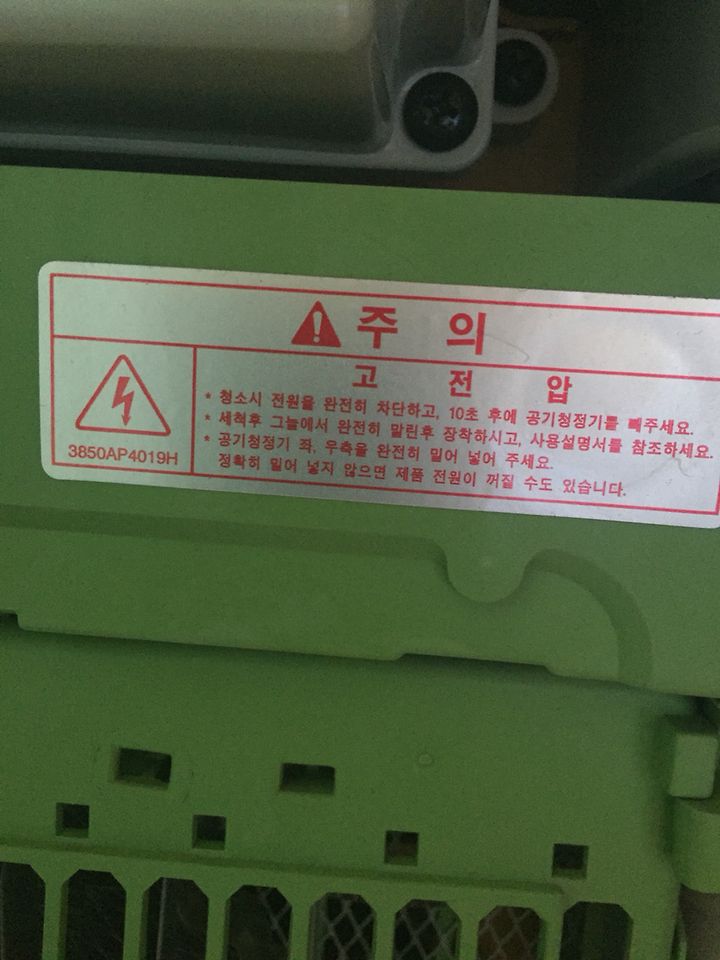 주 의
고 전 압
* 청소시 전원을 완전히 차단하고, 10초 후에 공기청정기를 빼주세요.
* 세척후 그늘에서 완전히 말린후 장착하시고, 사용설명서를 참조하세요.
* 공기청정기 좌, 우측을 완전히 밀어 넣어 주세요.
정확히 밀어 넣지 않으면 제품 전원이 꺼질 수도 있습니다.
3850AP4019H